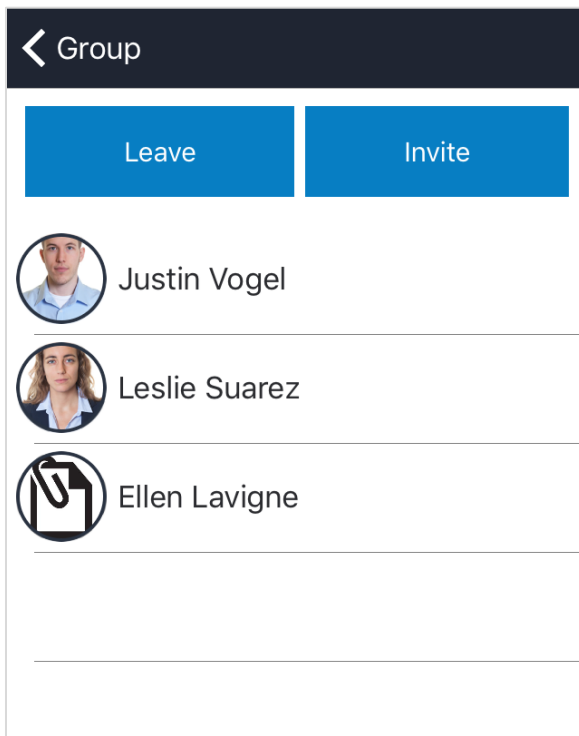 Group
Leave Invite
Justin Vogel
Leslie Suarez
Ellen Lavigne